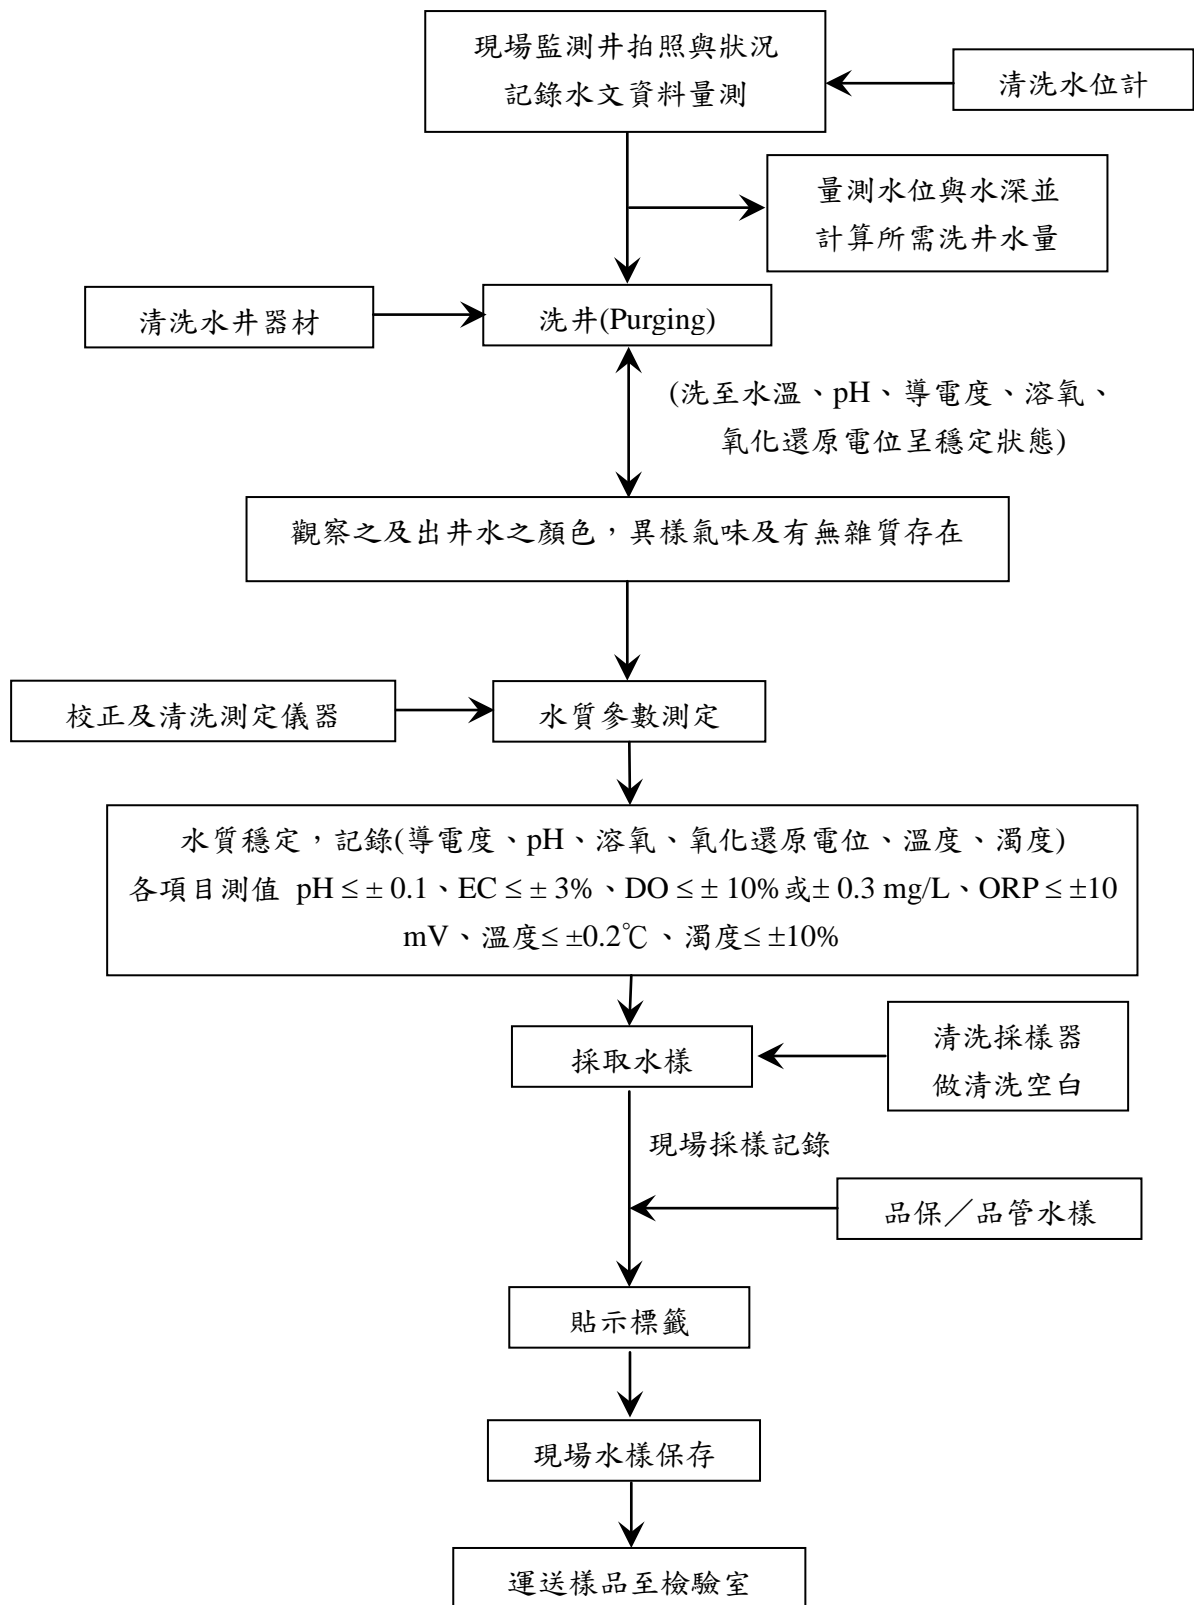 現場監測井拍照與狀況
記錄水文資料量測
清洗水位計
量測水位與水深並
計算所需洗井水量
清洗水井器材
洗井(Purging)
(洗至水溫、pH、導電度、溶氧、
氧化還原電位呈穩定狀態)
觀察之及出井水之顏色，異樣氣味及有無雜質存在
校正及清洗測定儀器
水質參數測定
水質穩定，記錄(導電度、pH、溶氧、氧化還原電位、溫度、濁度)
各項目測值 pH ≤ ± 0.1、EC ≤ ± 3%、DO ≤ ± 10%或± 0.3 mg/L、ORP ≤ ±10
mV、溫度≤ ±0.2℃、濁度≤ ±10%
採取水樣
清洗採樣器
做清洗空白
現場採樣記錄
品保／品管水樣
貼示標籤
現場水樣保存
運送樣品至檢驗室